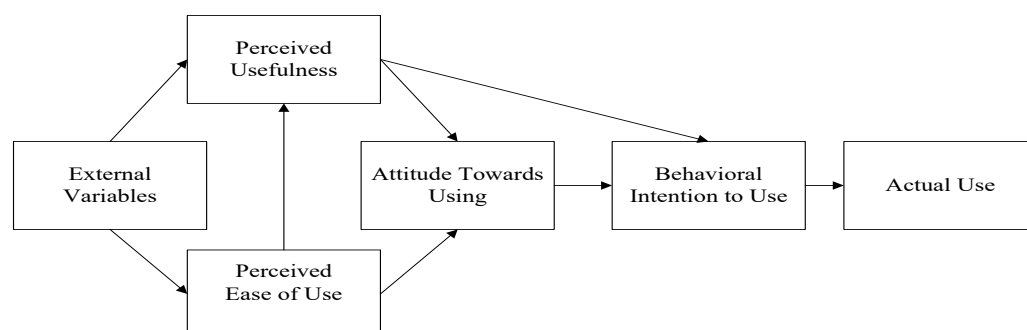 Perceived
Usefulness
External
Variables
Attitude Towards
Using
Behavioral
Intention to Use
Actual Use
Perceived
Ease of Use